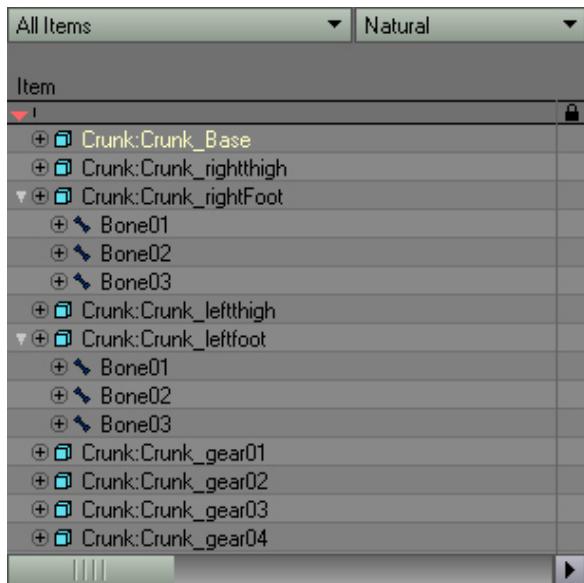 All Items Natural
Item
Crunk:Crunk_Base
Crunk:Crunk_rightthigh
Crunk:Crunk_rightFoot
Bone01
Bone02
Bone03
Crunk:Crunk_leftthigh
Crunk:Crunk_leftfoot
Bone01
Bone02
Bone03
Crunk:Crunk_gear01
Crunk:Crunk_gear02
Crunk:Crunk_gear03
Crunk:Crunk_gear04